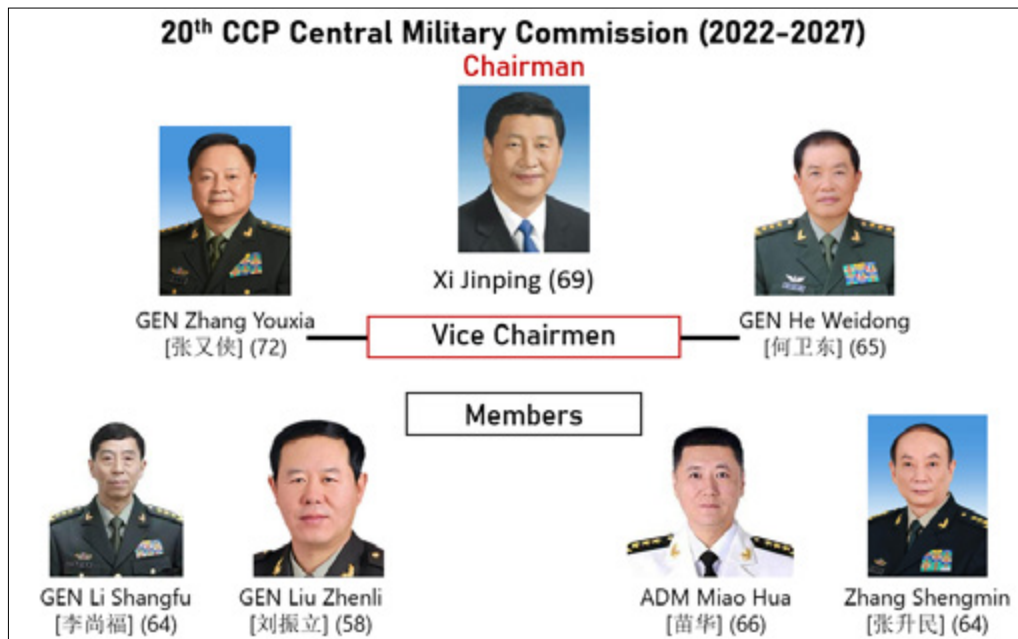 20th CCP Central Military Commission (2022-2027)
Chairman
Xi Jinping (69)
GEN Zhang Youxia
[张又侠] (72)
Vice Chairmen
GEN He Weidong
[何卫东] (65)
Members
GEN Li Shangfu
[李尚福] (64)
GEN Liu Zhenli
[刘振立] (58)
ADM Miao Hua
[苗华] (66)
Zhang Shengmin
[张升民] (64)